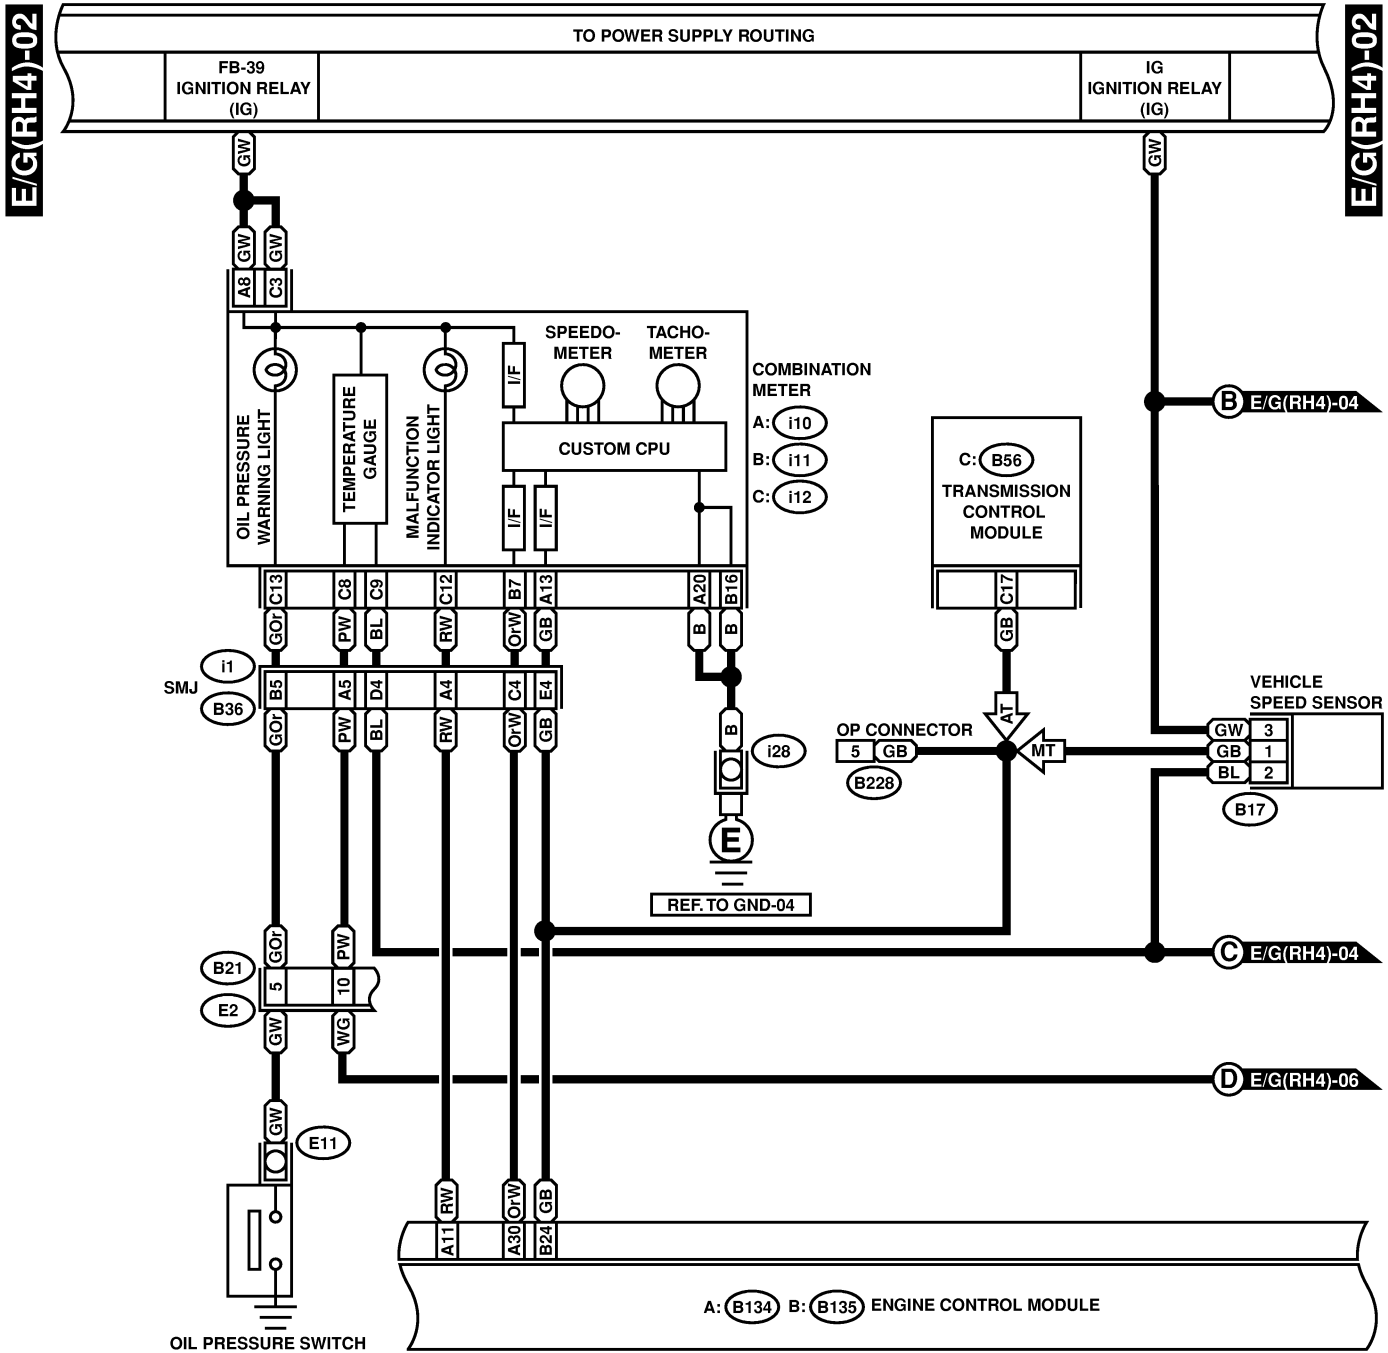 E/G(RH4)-02
E/G(RH4)-02
TO POWER SUPPLY ROUTING
FB-39
IGNITION RELAY
(IG)
IG
IGNITION RELAY
(IG)
GW
GW
GW
GW
A8
C3
SPEEDO-
METER
TACHO-
METER
I/F
CUSTOM CPU
I/F
I/F
OIL PRESSURE
WARNING LIGHT
TEMPERATURE
GAUGE
MALFUNCTION
INDICATOR LIGHT
COMBINATION
METER
A: i10
B: i11
C: i12
B E/G(RH4)-04
C: B56
TRANSMISSION
CONTROL
MODULE
C13
C8
C9
C12
B7
A13
A20
B16
C17
GOr
PW
BL
RW
OrW
GB
B
B
GB
i1
SMJ
B36
B5
A5
D4
A4
C4
E4
GOr
PW
BL
RW
OrW
GB
B
i28
AT
MT
OP CONNECTOR
5 GB
B228
VEHICLE
SPEED SENSOR
GW 3
GB 1
BL 2
B17
E
REF. TO GND-04
GOr
PW
B21
E2
5
10
GW
WG
C E/G(RH4)-04
D E/G(RH4)-06
GW
E11
RW
OrW
GB
A11
A30
B24
A: B134 B: B135 ENGINE CONTROL MODULE
OIL PRESSURE SWITCH